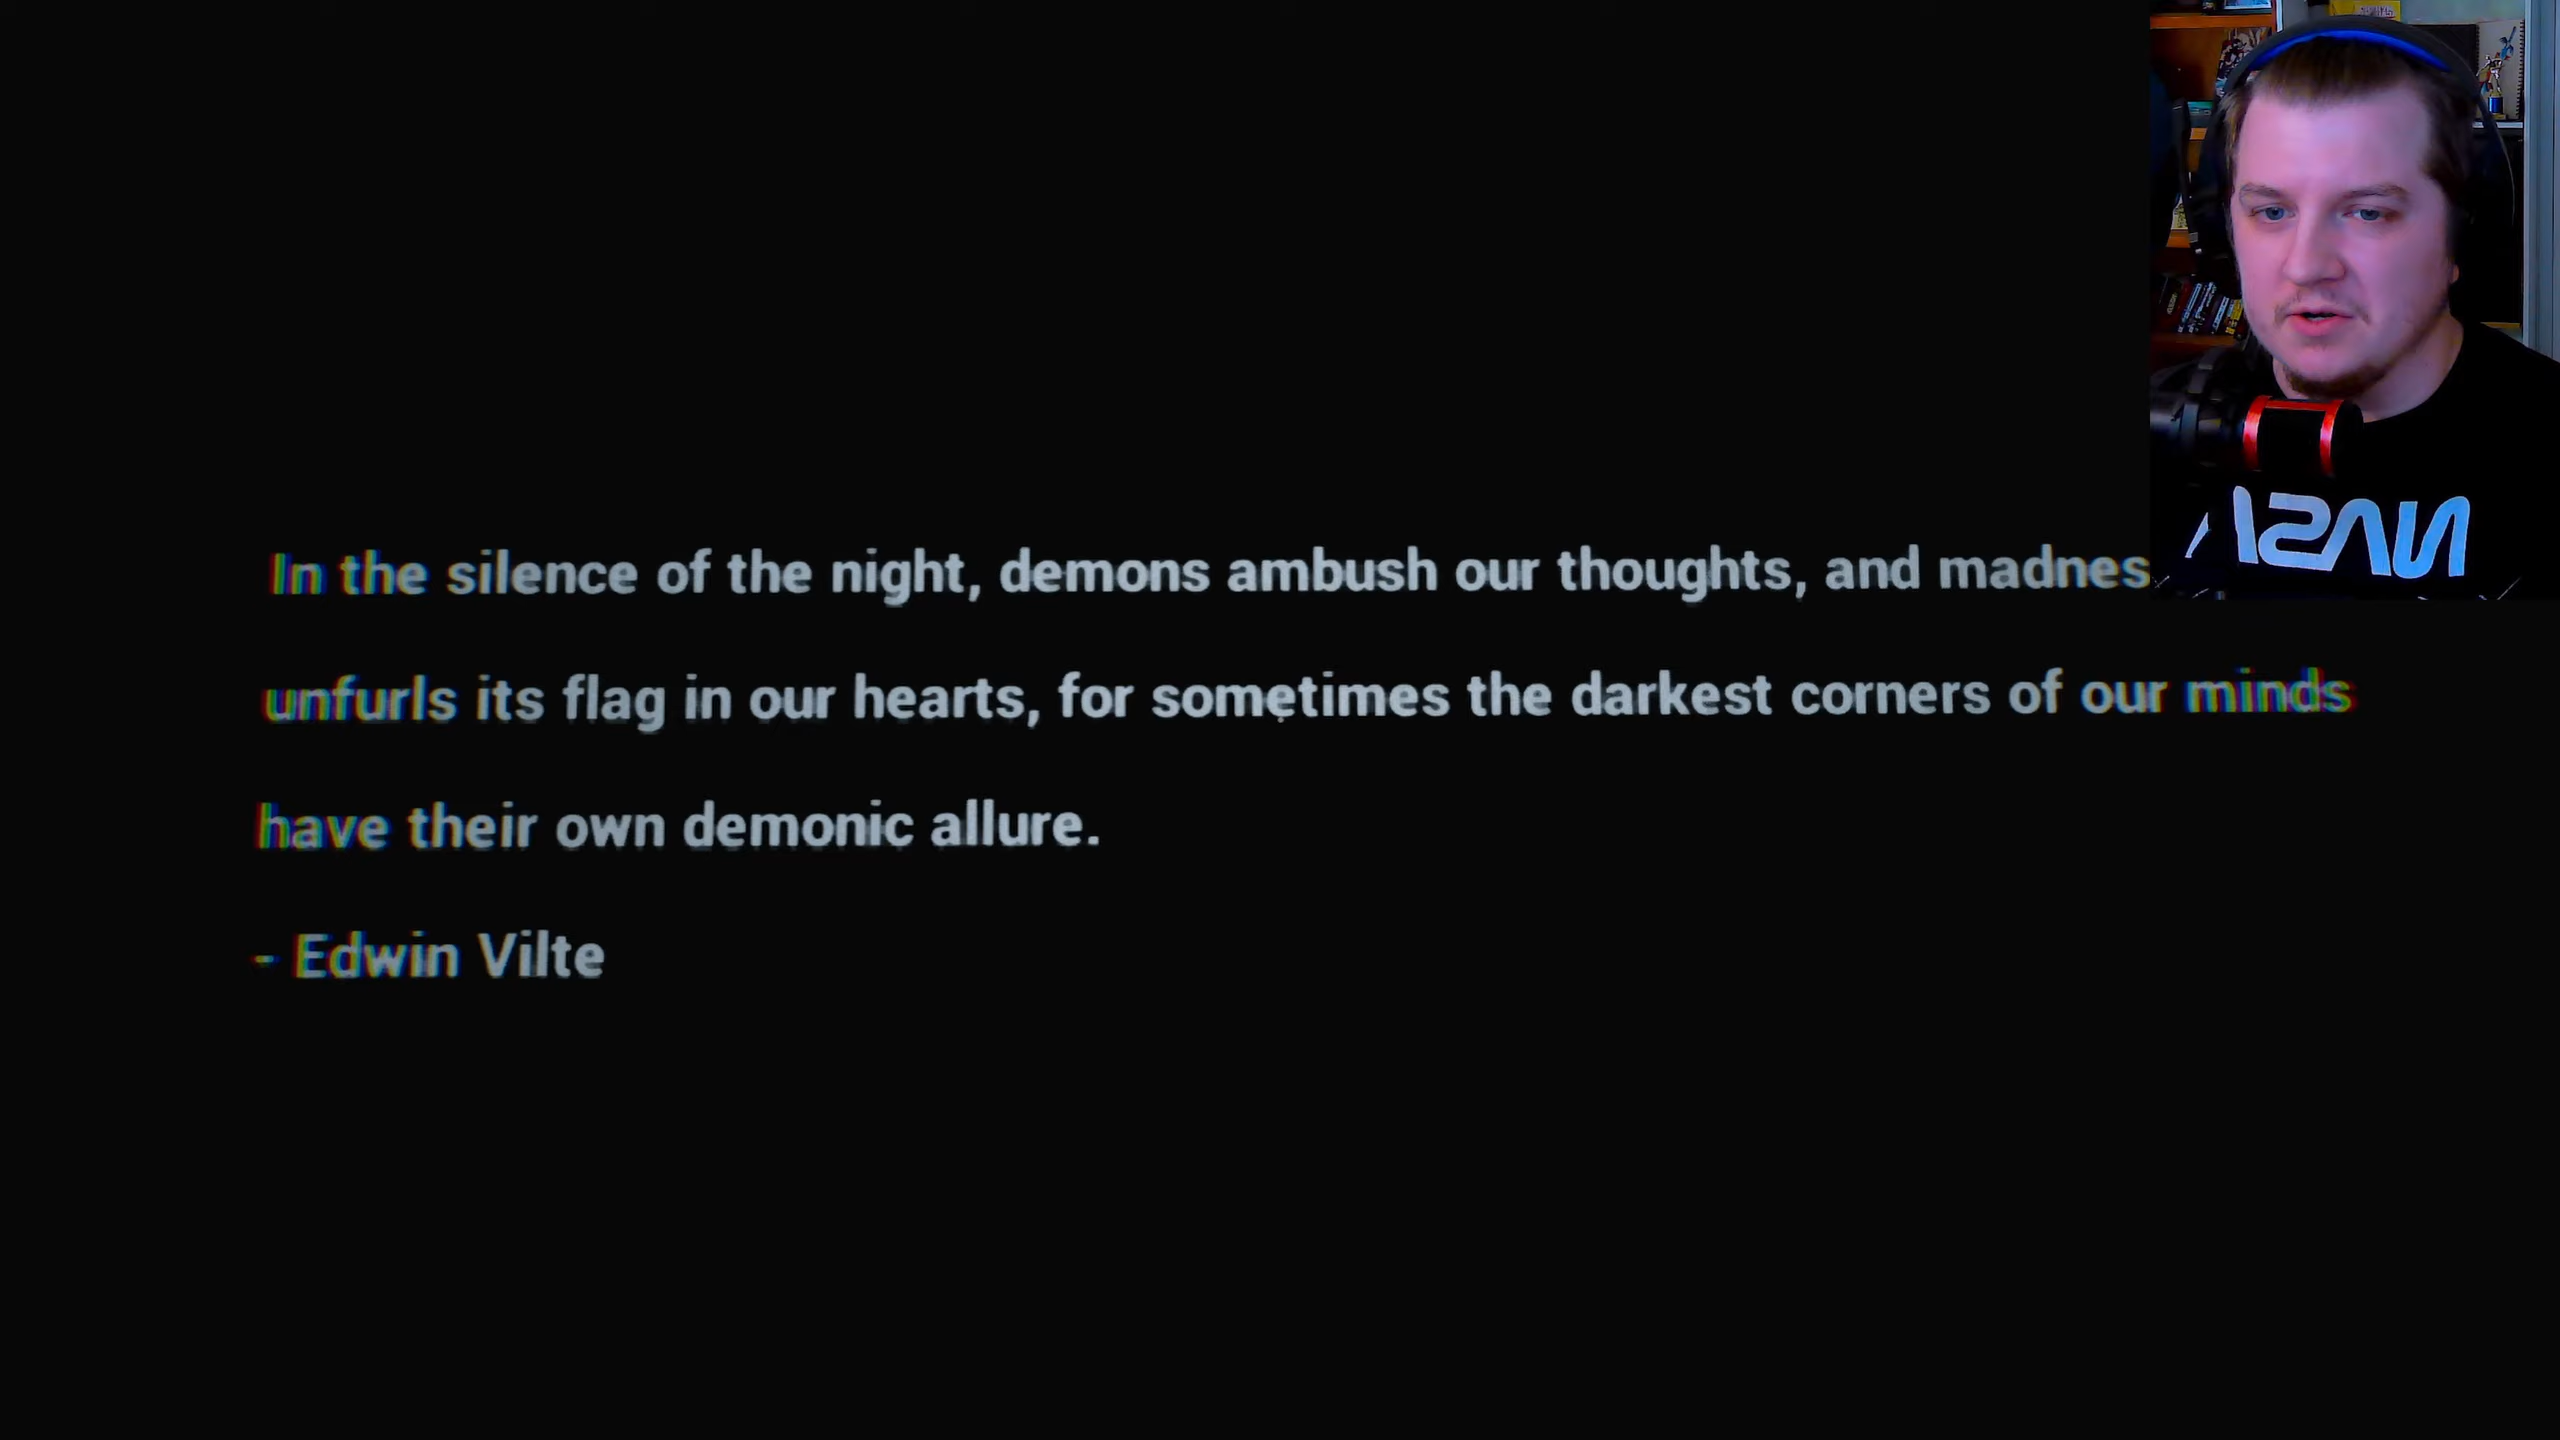 In the silence of the night, demons ambush our thoughts, and madnes
unfurls its flag in our hearts, for sometimes the darkest corners of our minds
have their own demonic allure.
- Edwin Vilte
NASA